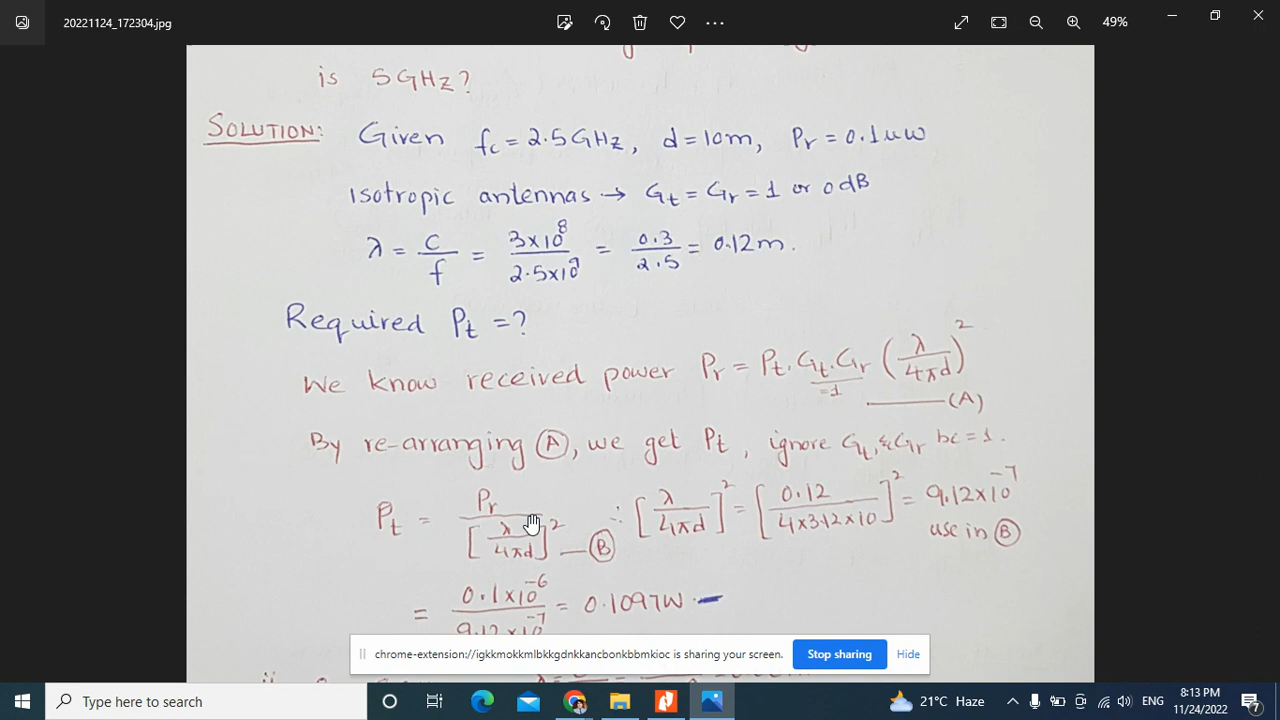 20221124_172304.jpg
49%
is 5GHz?
SOLUTION: Given fc = 2.5GHz, d = 10m, Pr = 0.1uw
Isotropic antennas → Gt = Gr = 1 or 0dB
λ = c/f = 3x10^8/2.5x10^9 = 0.3/2.5 = 0.12m.
Required Pt = ?
We know received power Pr = Pt.Gt.Gr (λ/4πd)^2
=1 —(A)
By re-arranging (A), we get Pt, ignore Gt, & Gr bc = 1.
Pt = Pr/[λ/4πd]^2 —(B) ∵ [λ/4πd]^2 = [0.12/4x3.12x10]^2 = 9.12x10^-7
use in (B)
= 0.1x10^-6/9.12x10^-7 = 0.1097W
chrome-extension://igkkmokkmlbkkgdnkkancbonkbbmkioc is sharing your screen. Stop sharing Hide
Type here to search
21°C Haze
ENG
8:13 PM
11/24/2022
7